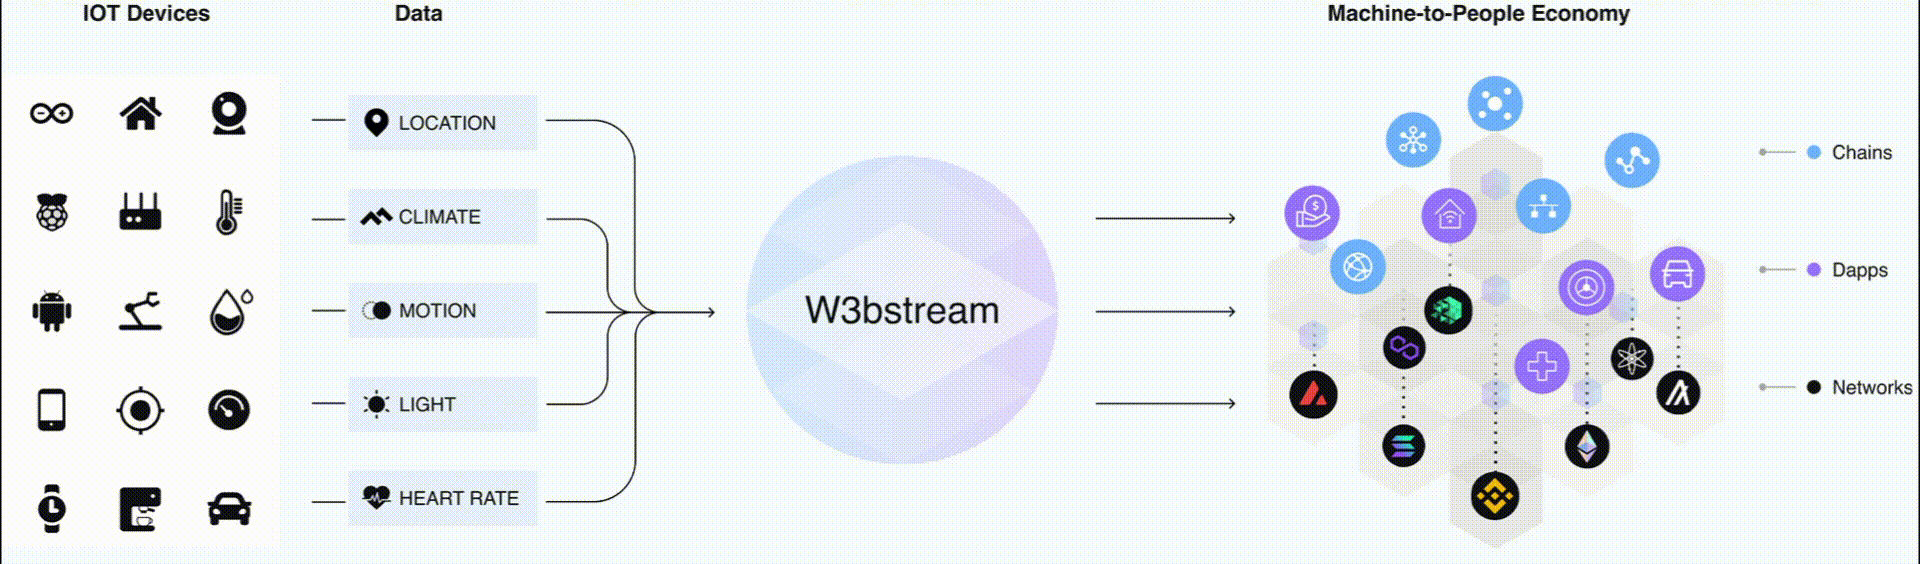 IOT Devices
Data
Machine-to-People Economy
LOCATION
CLIMATE
MOTION
LIGHT
HEART RATE
W3bstream
Chains
Dapps
Networks